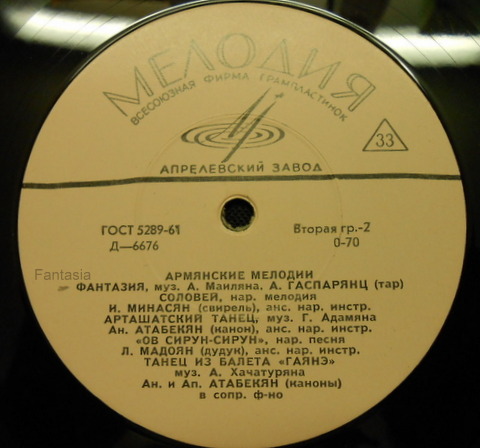 МЕЛОДИЯ
ВСЕСОЮЗНАЯ ФИРМА ГРАМПЛАСТИНОК
33
АПРЕЛЕВСКИЙ ЗАВОД
ГОСТ 5289-61
Вторая гр.-2
Д—6676
0-70
Fantasia
АРМЯНСКИЕ МЕЛОДИИ
ФАНТАЗИЯ, муз. А. Маиляна, А. ГАСПАРЯНЦ (тар)
СОЛОВЕЙ, нар. мелодия
И. МИНАСЯН (свирель), анс. нар. инстр.
АРТАШАТСКИЙ ТАНЕЦ, муз. Г. Адамяна
Ан. АТАБЕКЯН (канон), анс. нар. инстр.
«ОВ СИРУН-СИРУН», нар. песня
Л. МАДОЯН (дудук), анс. нар. инстр.
ТАНЕЦ ИЗ БАЛЕТА «ГАЯНЭ»
муз. А. Хачатуряна
Ан. и Ап. АТАБЕКЯН (каноны)
в сопр. ф-но